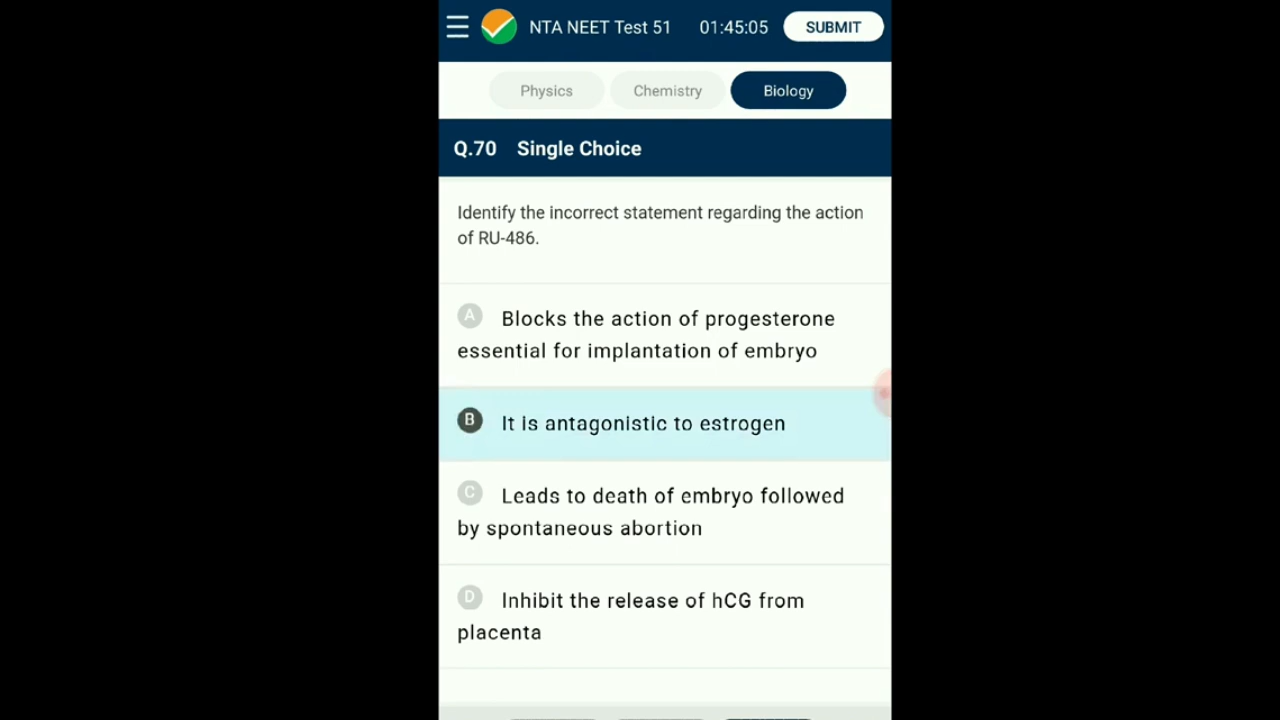 NTA NEET Test 51 01:45:05 SUBMIT
Physics Chemistry Biology
Q.70 Single Choice
Identify the incorrect statement regarding the action
of RU-486.
A Blocks the action of progesterone
essential for implantation of embryo
B It is antagonistic to estrogen
C Leads to death of embryo followed
by spontaneous abortion
D Inhibit the release of hCG from
placenta